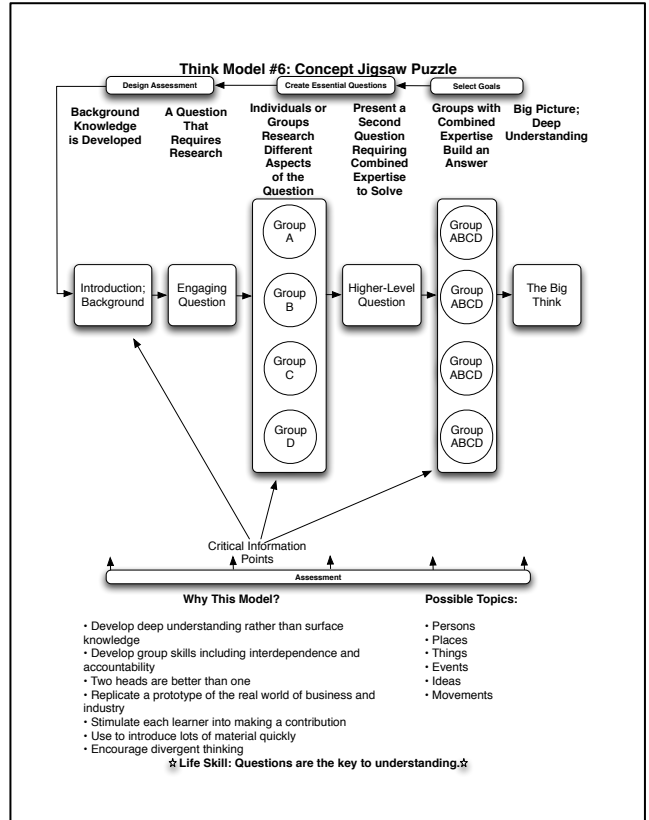 Think Model #6: Concept Jigsaw Puzzle
Design Assessment
Create Essential Questions
Select Goals
Background
Knowledge
is Developed
A Question
That
Requires
Research
Individuals or
Groups
Research
Different
Aspects
of the
Question
Present a
Second
Question
Requiring
Combined
Expertise
to Solve
Groups with
Combined
Expertise
Build an
Answer
Big Picture;
Deep
Understanding
Introduction;
Background
Engaging
Question
Group
A
Group
B
Group
C
Group
D
Higher-Level
Question
Group
ABCD
Group
ABCD
Group
ABCD
Group
ABCD
The Big
Think
Critical Information
Points
Assessment
Why This Model?
• Develop deep understanding rather than surface
knowledge
• Develop group skills including interdependence and
accountability
• Two heads are better than one
• Replicate a prototype of the real world of business and
industry
• Stimulate each learner into making a contribution
• Use to introduce lots of material quickly
• Encourage divergent thinking
Possible Topics:
• Persons
• Places
• Things
• Events
• Ideas
• Movements
☆Life Skill: Questions are the key to understanding.☆